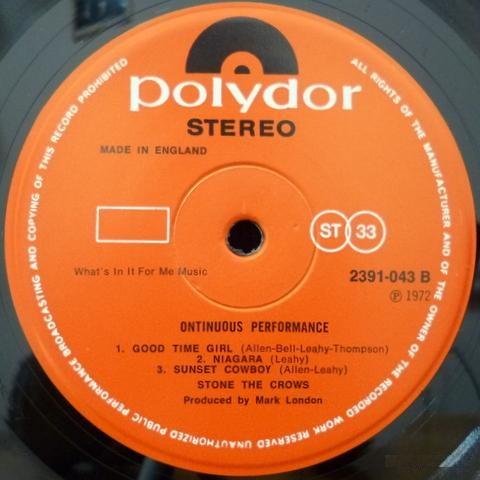 polydor
STEREO
MADE IN ENGLAND
ST 33
What's In It For Me Music
2391-043 B
Ⓟ 1972
ONTINUOUS PERFORMANCE
1. GOOD TIME GIRL (Allen-Bell-Leahy-Thompson)
2. NIAGARA (Leahy)
3. SUNSET COWBOY (Allen-Leahy)
STONE THE CROWS
Produced by Mark London
ALL RIGHTS OF THE MANUFACTURER AND OF THE OWNER OF THE RECORDED WORK RESERVED UNAUTHORIZED PUBLIC PERFORMANCE BROADCASTING AND COPYING OF THIS RECORD PROHIBITED